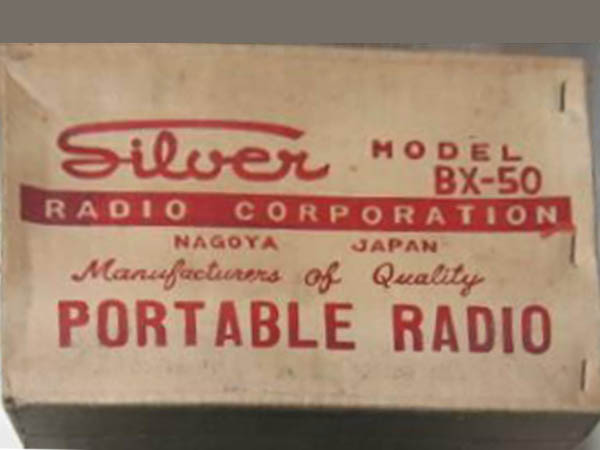 Silver MODEL
BX-50
RADIO CORPORATION
NAGOYA JAPAN
Manufacturers of Quality
PORTABLE RADIO